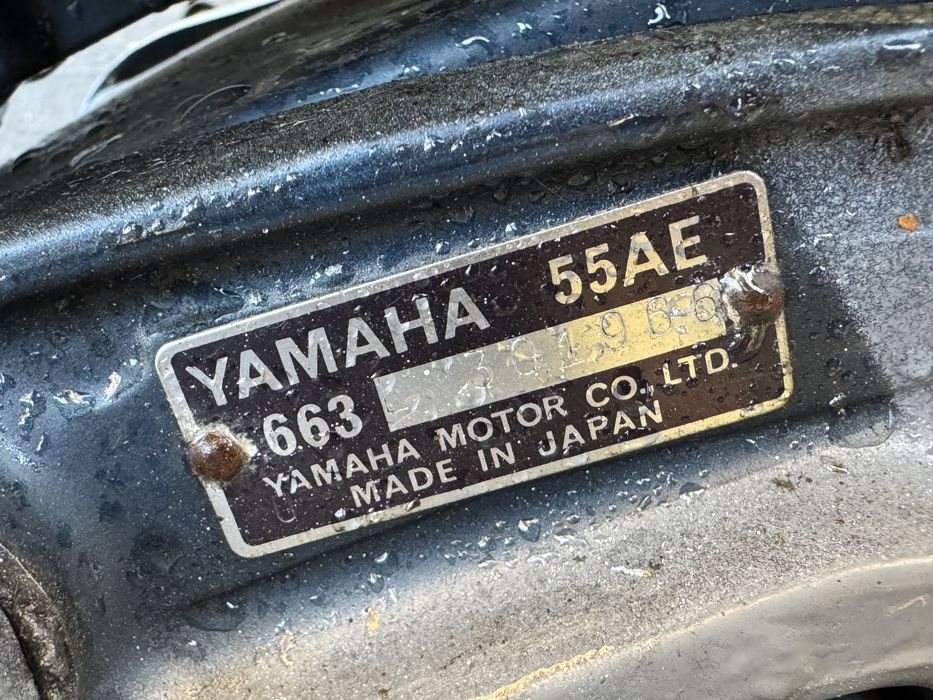 YAMAHA 55AE
663
YAMAHA MOTOR CO., LTD.
MADE IN JAPAN